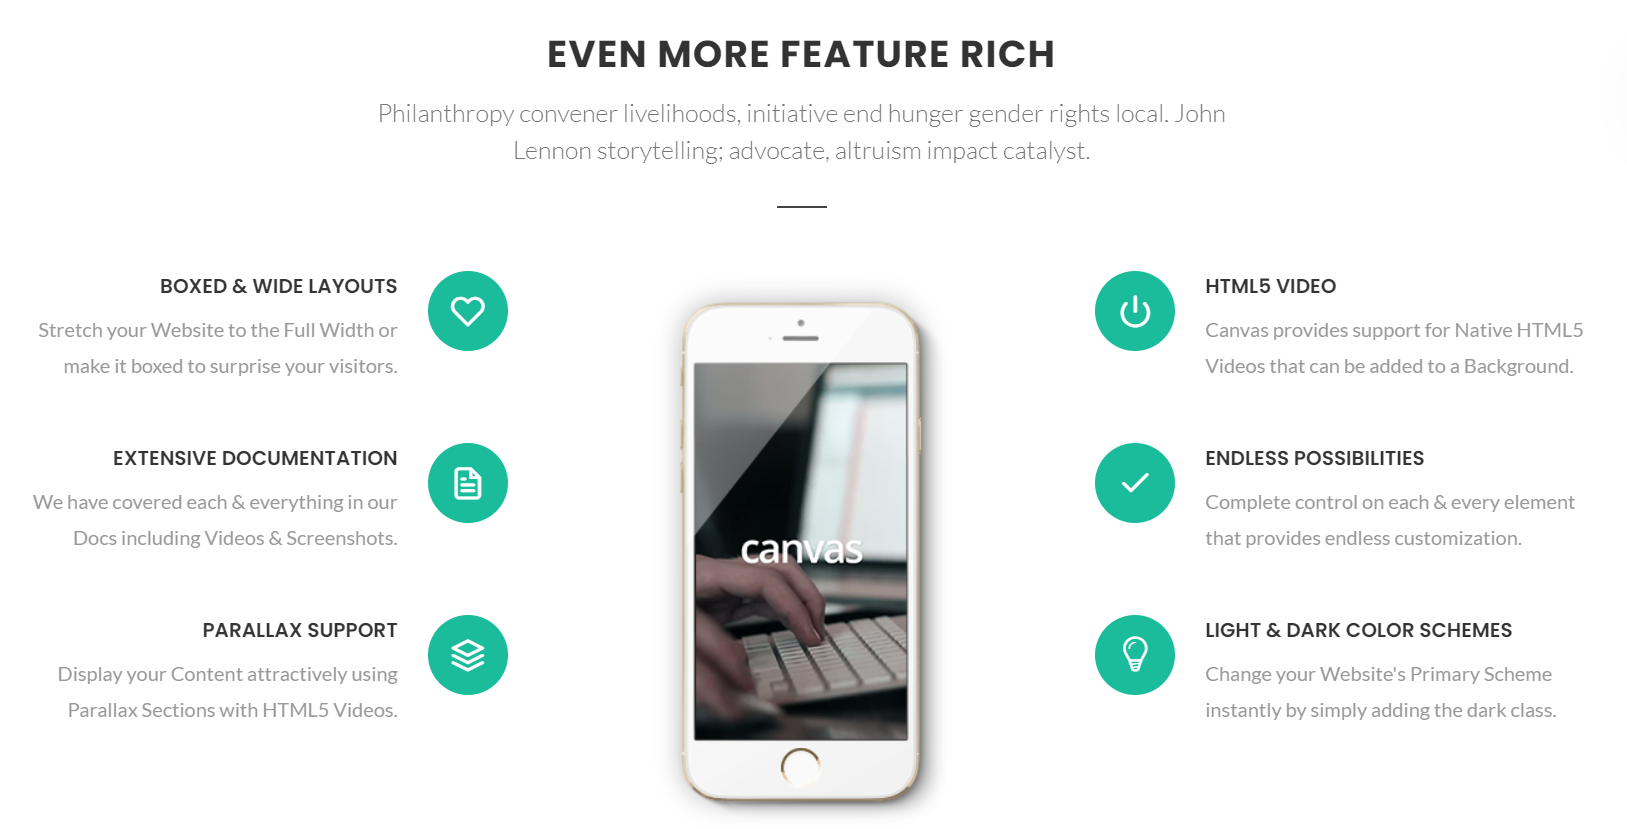 EVEN MORE FEATURE RICH
Philanthropy convener livelihoods, initiative end hunger gender rights local. John
Lennon storytelling; advocate, altruism impact catalyst.
BOXED & WIDE LAYOUTS
Stretch your Website to the Full Width or
make it boxed to surprise your visitors.
EXTENSIVE DOCUMENTATION
We have covered each & everything in our
Docs including Videos & Screenshots.
PARALLAX SUPPORT
Display your Content attractively using
Parallax Sections with HTML5 Videos.
canvas
HTML5 VIDEO
Canvas provides support for Native HTML5
Videos that can be added to a Background.
ENDLESS POSSIBILITIES
Complete control on each & every element
that provides endless customization.
LIGHT & DARK COLOR SCHEMES
Change your Website's Primary Scheme
instantly by simply adding the dark class.